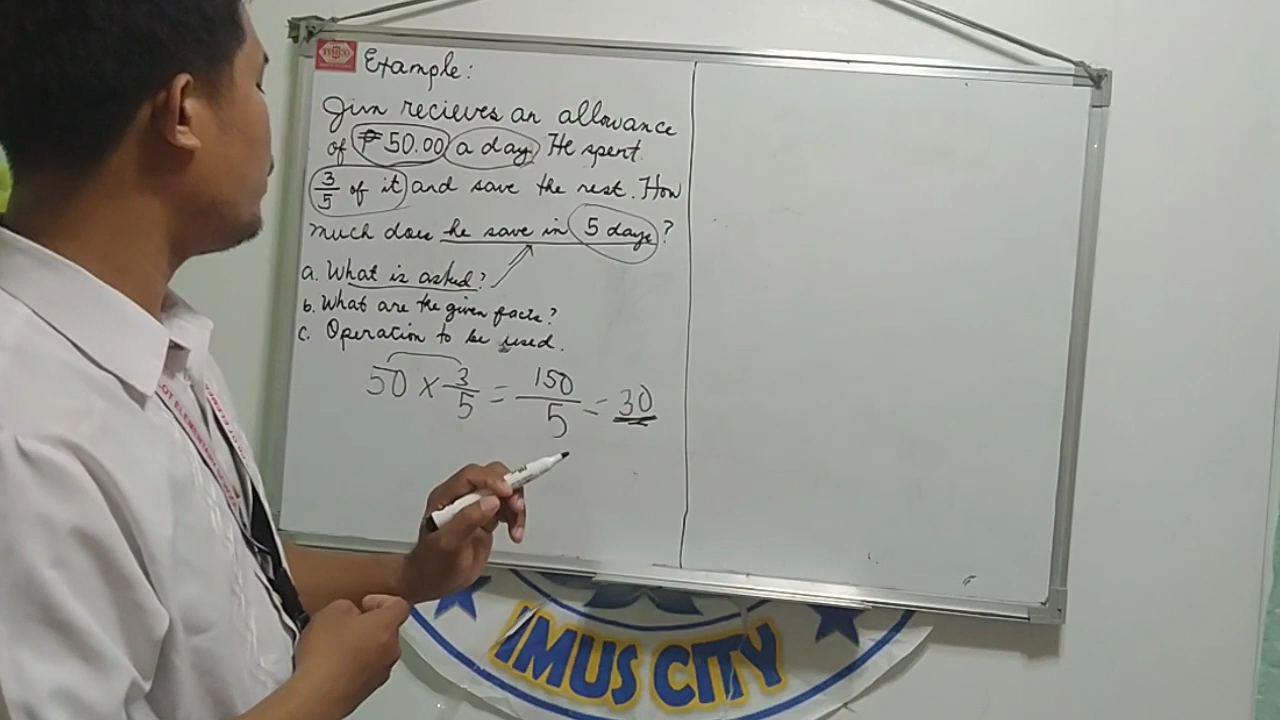 Example:
Jim recieves an allowance
of ₱50.00 a day. He spent
3/5 of it and save the rest. How
much does he save in 5 days?
a. What is asked?
b. What are the given facts?
c. Operation to be used.
50 x 3/5 = 150/5 = 30
IMUS CITY